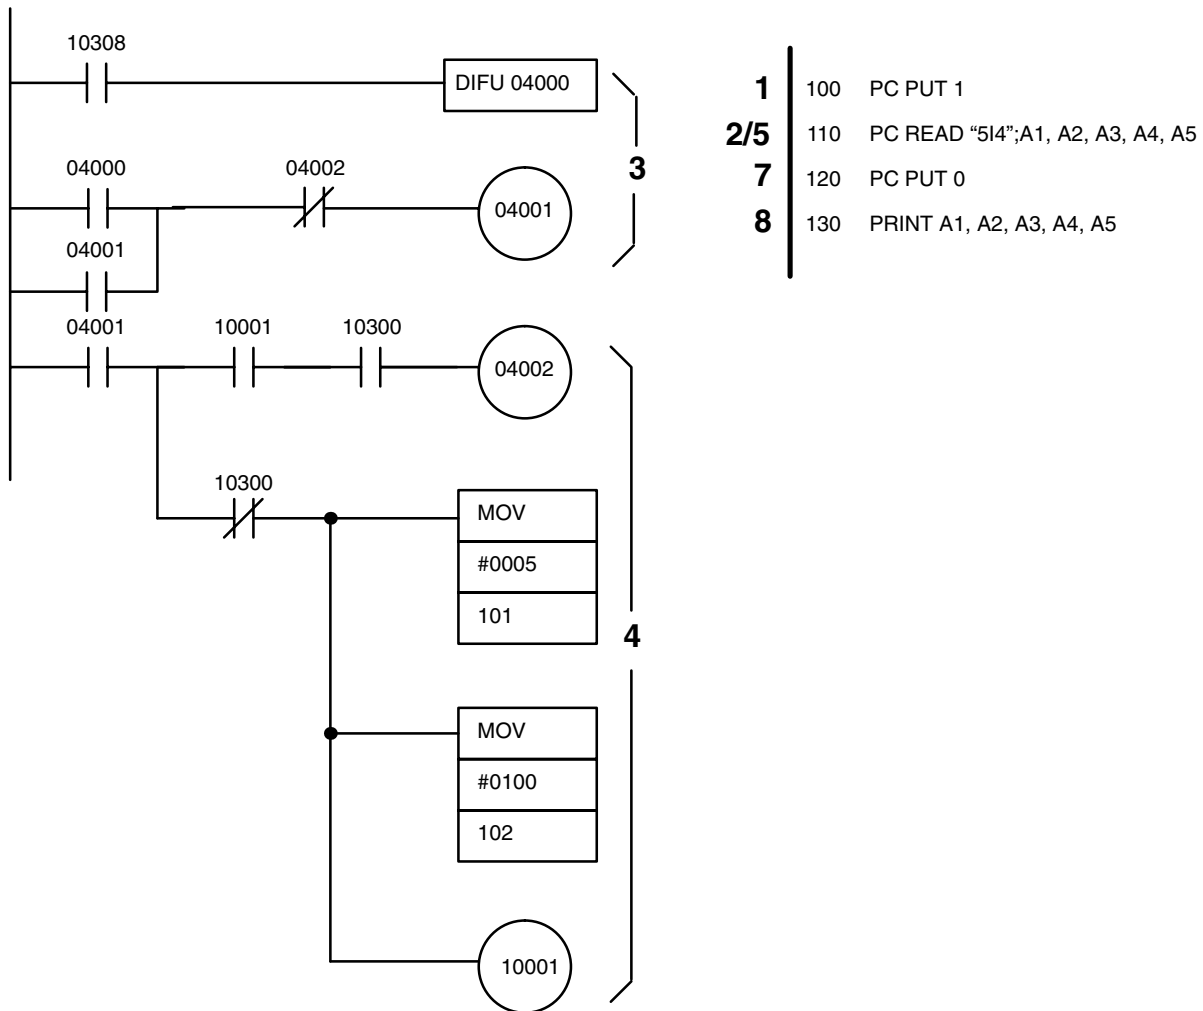 10308
DIFU 04000
3
04000
04002
04001
04001
04001
10001
10300
04002
10300
MOV
#0005
101
4
MOV
#0100
102
10001
1 100 PC PUT 1
2/5 110 PC READ “5I4”;A1, A2, A3, A4, A5
7 120 PC PUT 0
8 130 PRINT A1, A2, A3, A4, A5